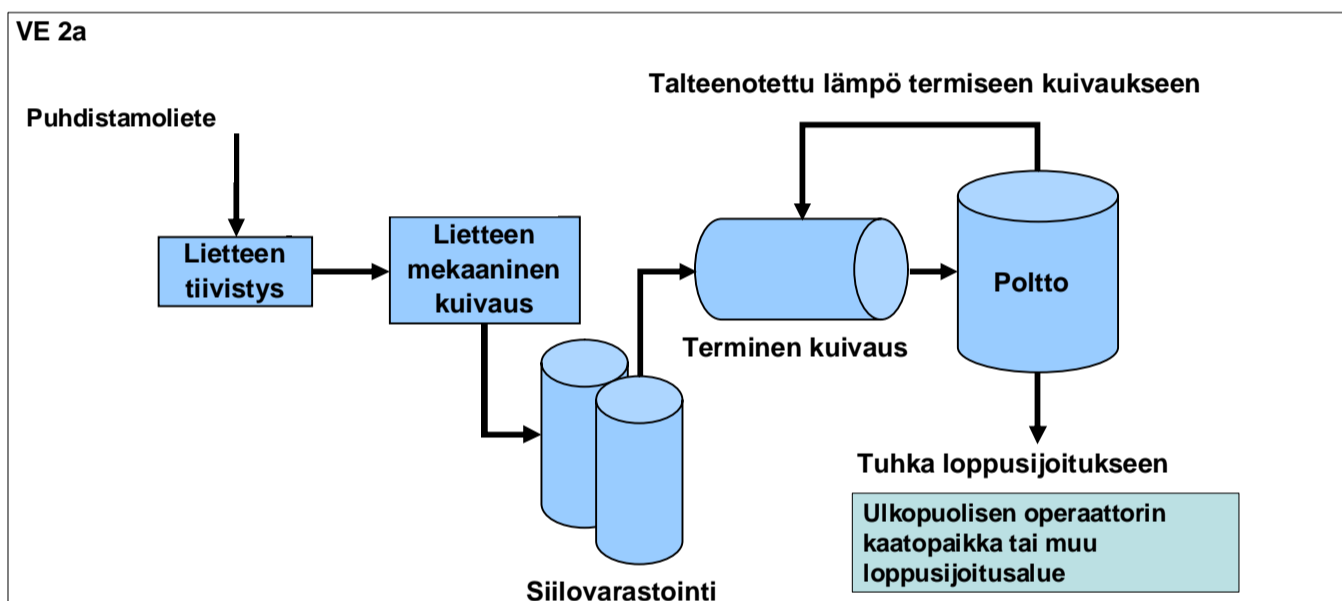 VE 2a
Talteenotettu lämpö termiseen kuivaukseen
Puhdistamoliete
Lietteen
tiivistys
Lietteen
mekaaninen
kuivaus
Terminen kuivaus
Poltto
Siilovarastointi
Tuhka loppusijoitukseen
Ulkopuolisen operaattorin
kaatopaikka tai muu
loppusijoitusalue